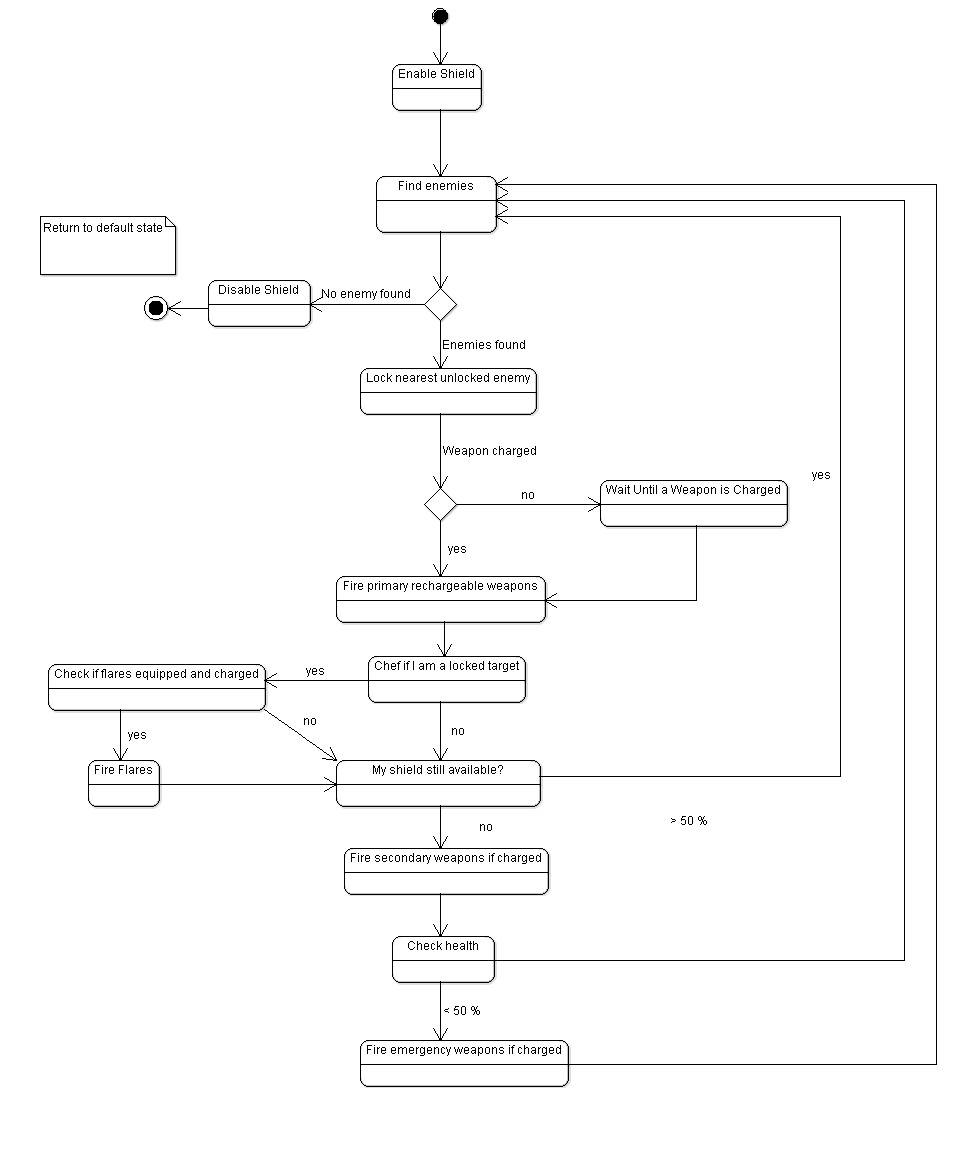 Enable Shield
Find enemies
Return to default state
Disable Shield
No enemy found
Enemies found
Lock nearest unlocked enemy
Weapon charged
yes
no
Wait Until a Weapon is Charged
yes
Fire primary rechargeable weapons
Chef if I am a locked target
Check if flares equipped and charged
yes
no
yes
no
Fire Flares
My shield still available?
> 50 %
no
Fire secondary weapons if charged
Check health
< 50 %
Fire emergency weapons if charged